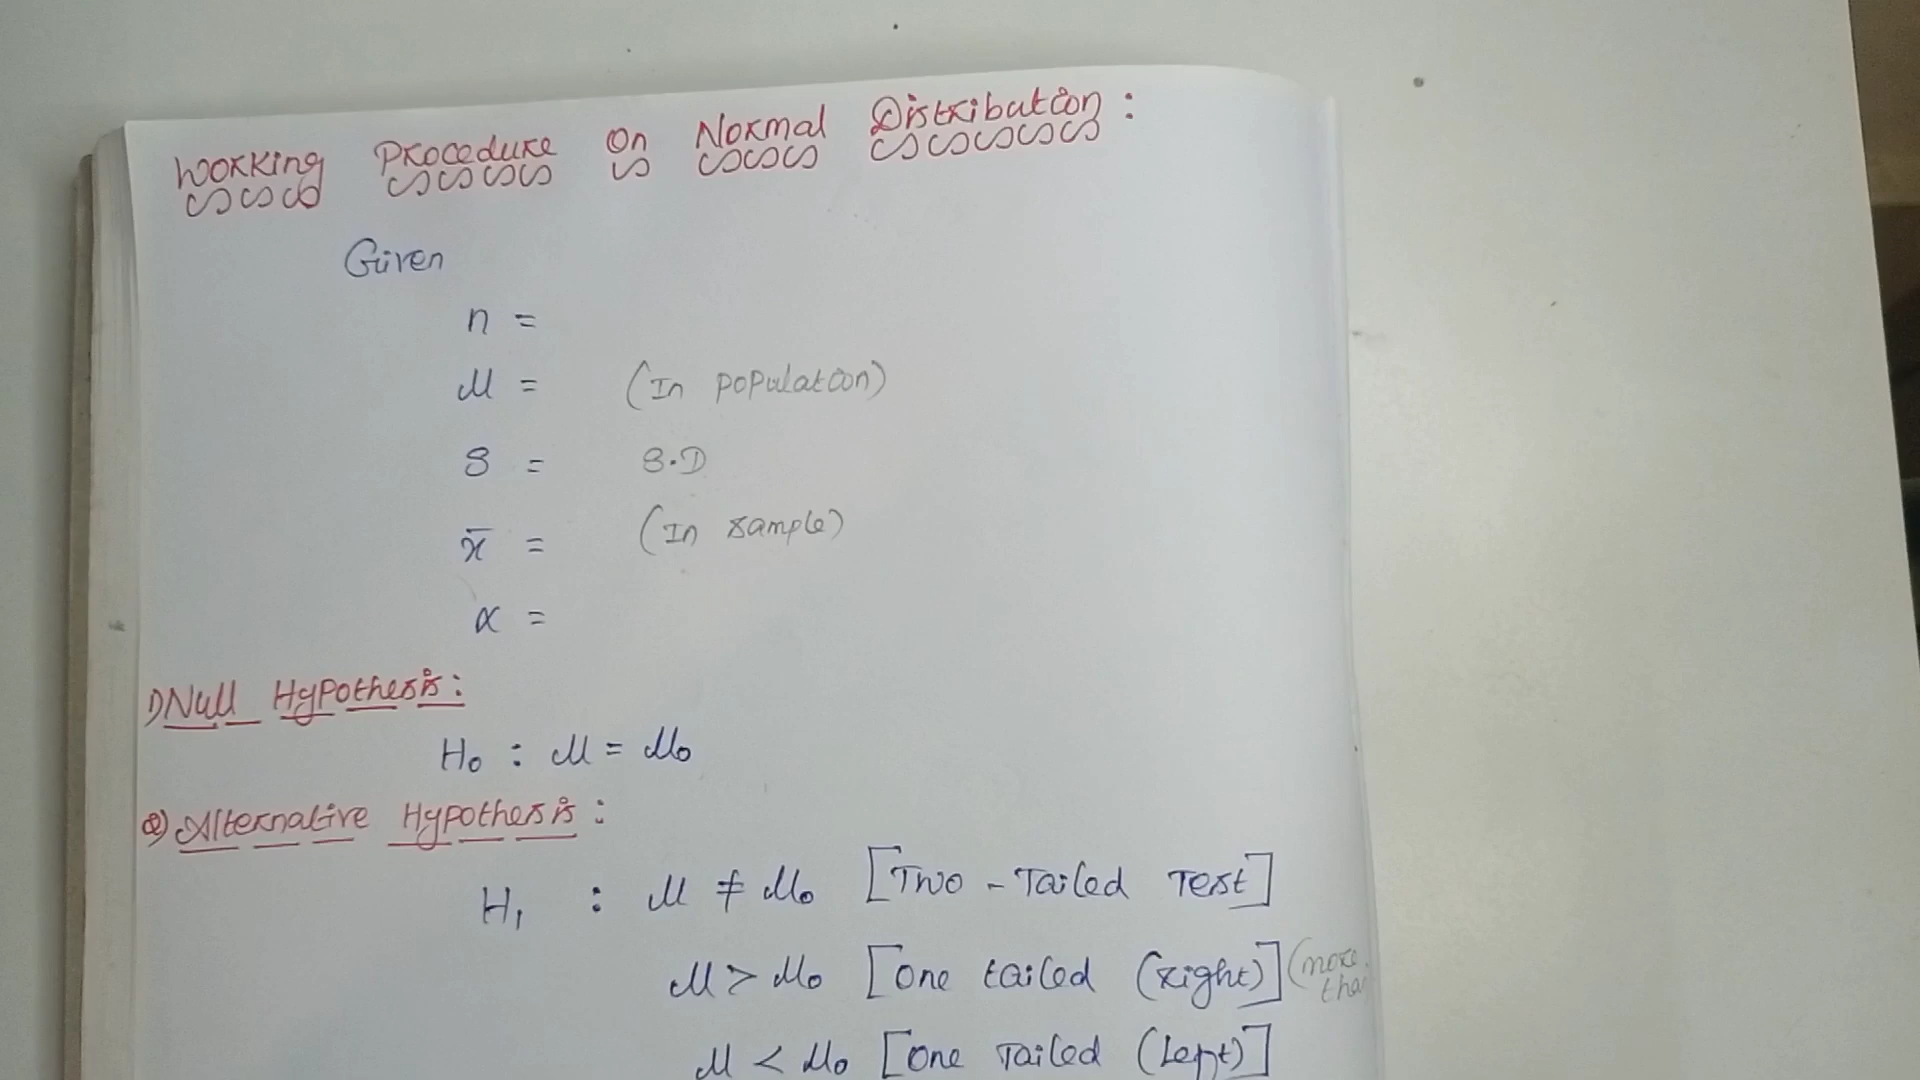 Working Procedure On Normal Distribution:
Given
n =
μ = (In population)
S = S.D
x̄ = (In sample)
α =
1) Null Hypothesis:
H₀ : μ = μ₀
2) Alternative Hypothesis:
H₁ : μ ≠ μ₀ [Two - Tailed Test]
μ > μ₀ [One tailed (right)] (more
tha
μ < μ₀ [One Tailed (Left)]